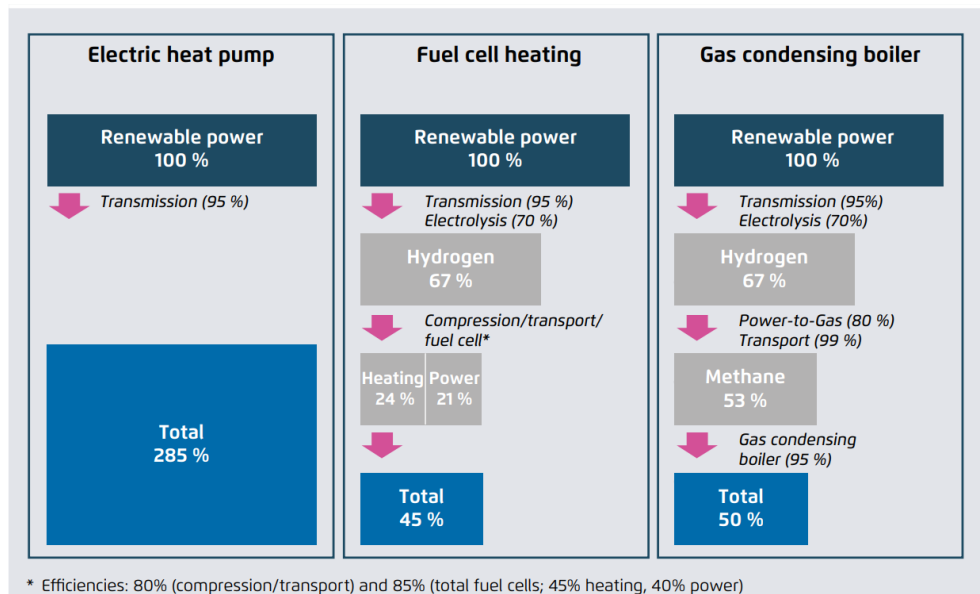 Electric heat pump
Renewable power
100 %
Transmission (95 %)
Total
285 %
Fuel cell heating
Renewable power
100 %
Transmission (95 %)
Electrolysis (70 %)
Hydrogen
67 %
Compression/transport/
fuel cell*
Heating
24 %
Power
21 %
Total
45 %
Gas condensing boiler
Renewable power
100 %
Transmission (95%)
Electrolysis (70%)
Hydrogen
67 %
Power-to-Gas (80 %)
Transport (99 %)
Methane
53 %
Gas condensing
boiler (95 %)
Total
50 %
* Efficiencies: 80% (compression/transport) and 85% (total fuel cells; 45% heating, 40% power)